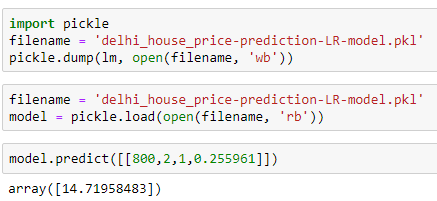 import pickle
filename = 'delhi_house_price-prediction-LR-model.pkl'
pickle.dump(lm, open(filename, 'wb'))
filename = 'delhi_house_price-prediction-LR-model.pkl'
model = pickle.load(open(filename, 'rb'))
model.predict([[800,2,1,0.255961]])
array([14.71958483])